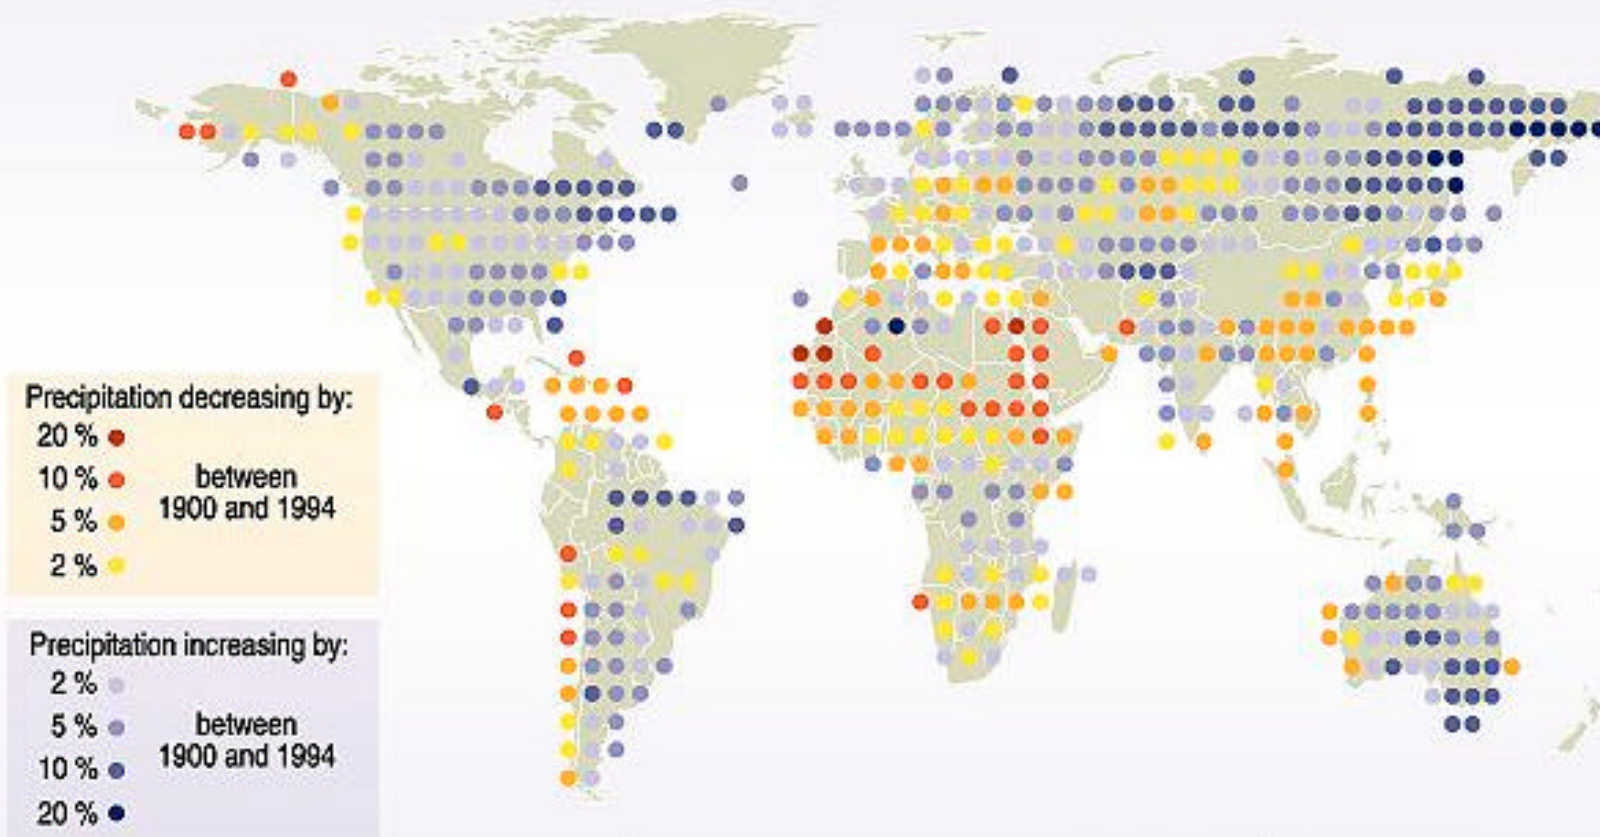 Precipitation decreasing by:
20 %
10 %
5 %
2 %
between
1900 and 1994
Precipitation increasing by:
2 %
5 %
10 %
20 %
between
1900 and 1994